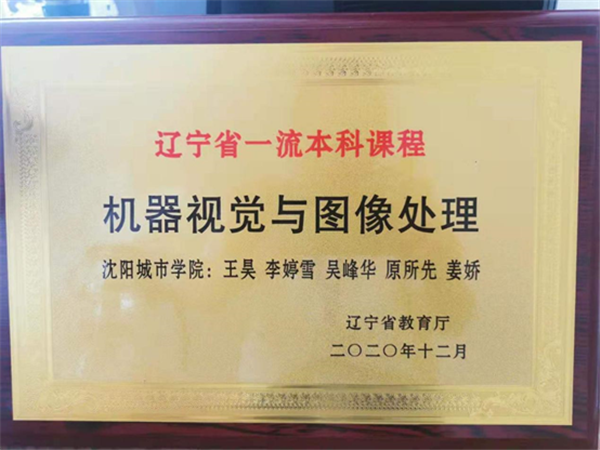 辽宁省一流本科课程
机器视觉与图像处理
沈阳城市学院：王昊 李婷雪 吴峰华 原所先 姜娇
辽宁省教育厅
二〇二〇年十二月